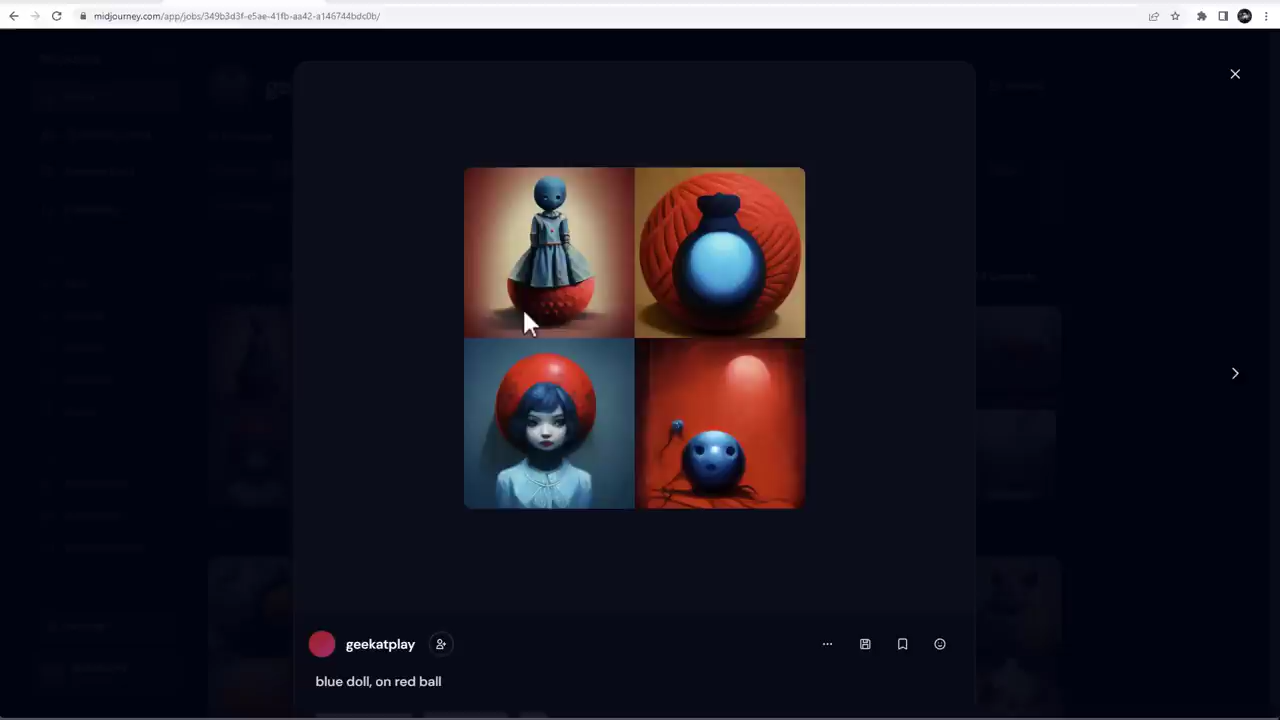 midjourney.com/app/jobs/349b3d3f-e5ae-41fb-aa42-a146744bdc0b/
geekatplay
blue doll, on red ball